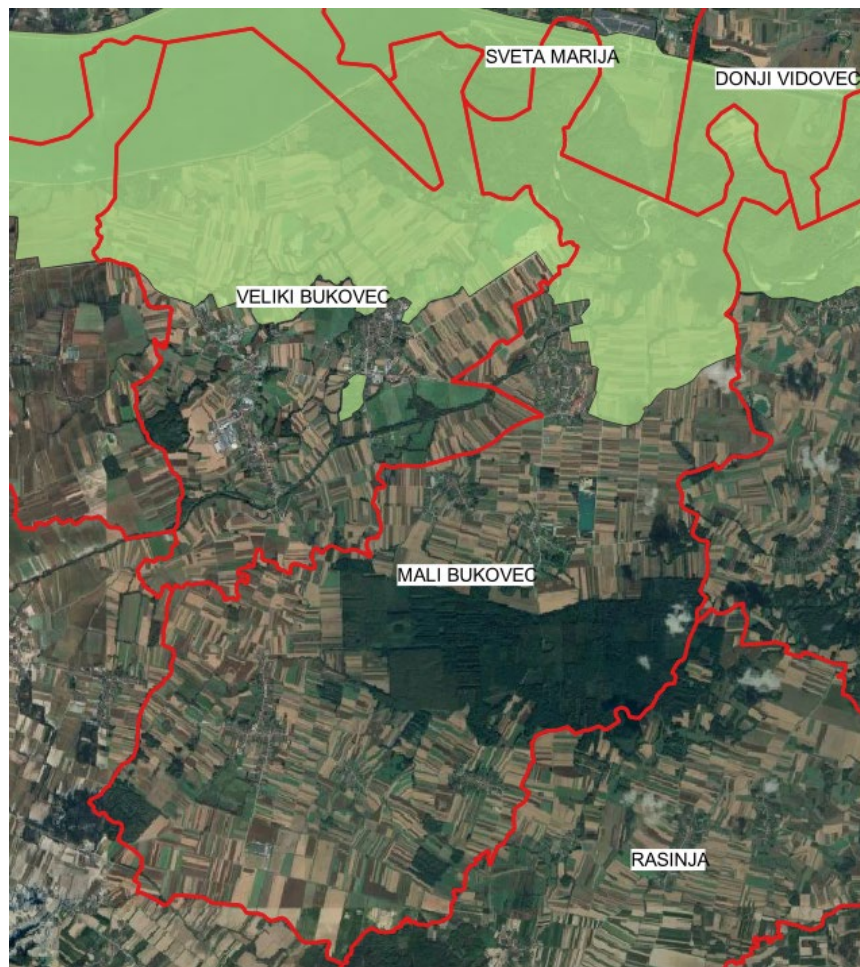 SVETA MARIJA
DONJI VIDOVEC
VELIKI BUKOVEC
MALI BUKOVEC
RASINJA